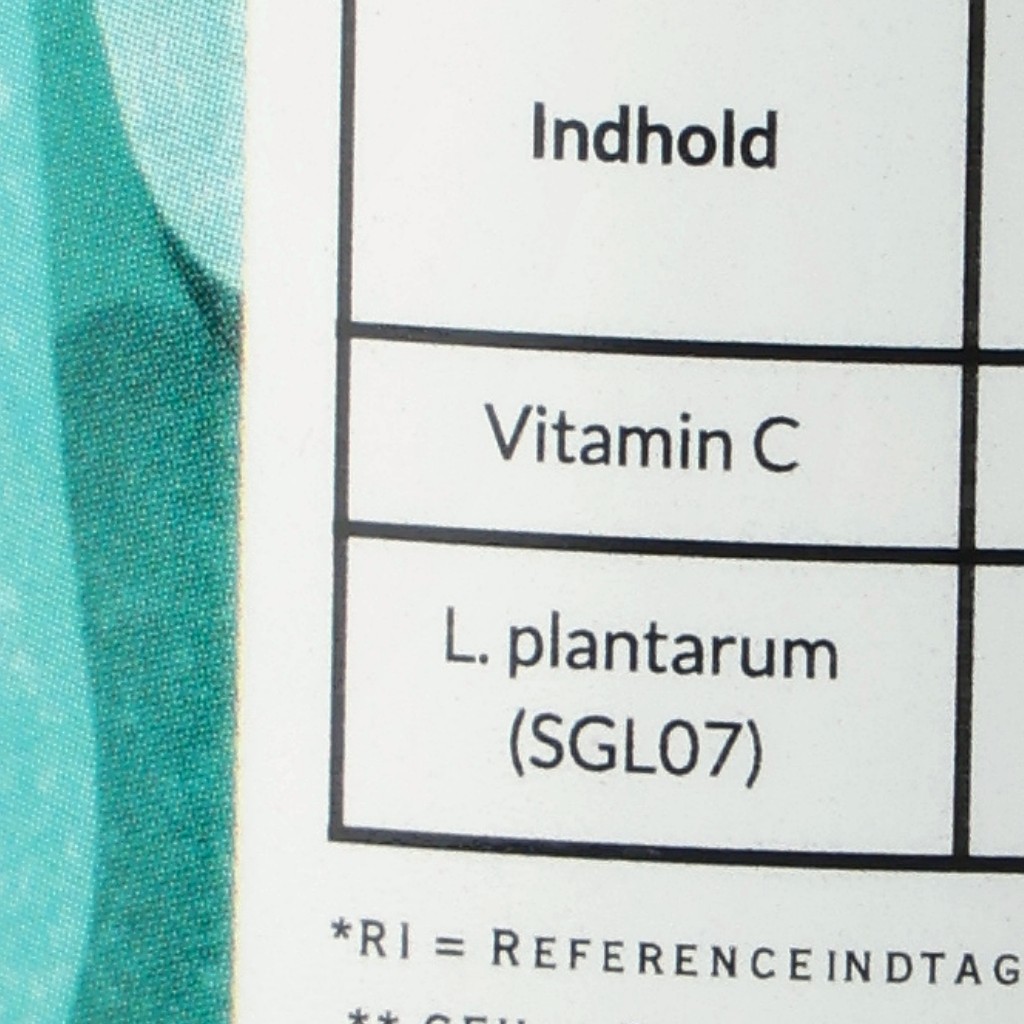 Indhold
Vitamin C
L. plantarum
(SGL07)
*RI = REFERENCEINDTAG
**